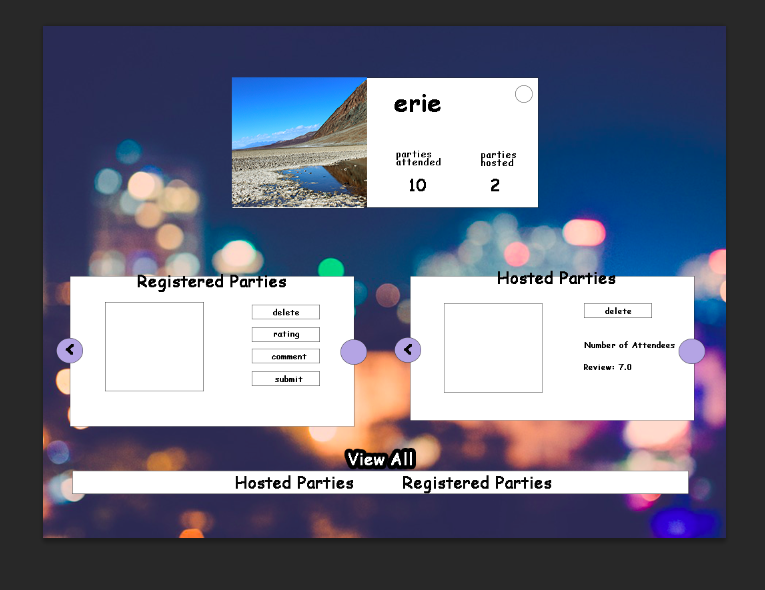 erie
parties attended
parties hosted
10
2
Registered Parties
delete
rating
comment
submit
<
Hosted Parties
delete
Number of Attendees
Review: 7.0
<
View All
Hosted Parties
Registered Parties